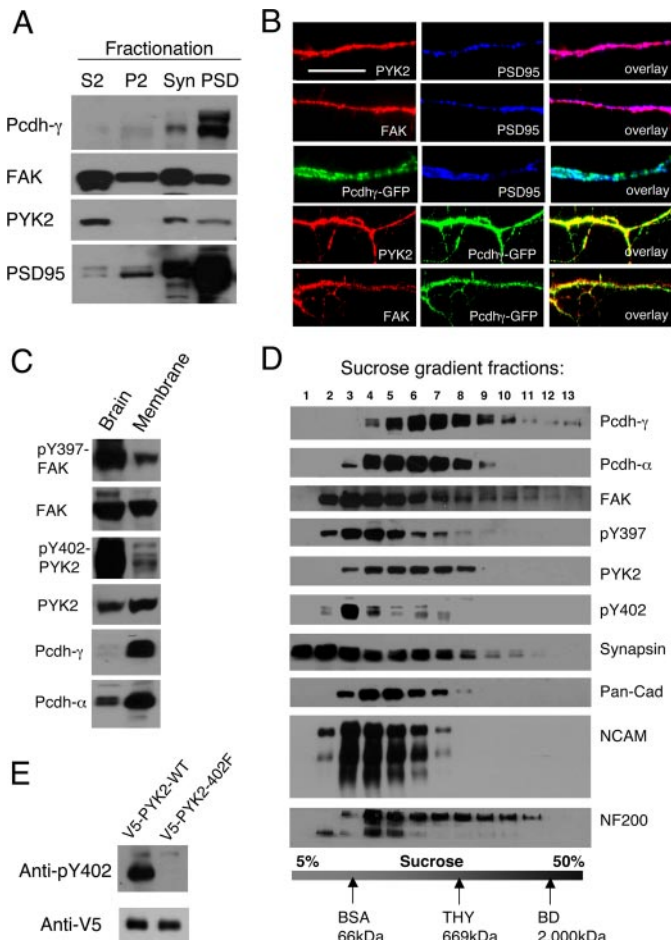 A
Fractionation
S2 P2 Syn PSD
Pcdh-γ
FAK
PYK2
PSD95
B
PYK2 PSD95 overlay
FAK PSD95 overlay
Pcdhγ-GFP PSD95 overlay
PYK2 Pcdhγ-GFP overlay
FAK Pcdhγ-GFP overlay
C
Brain Membrane
pY397-
FAK
FAK
pY402-
PYK2
PYK2
Pcdh-γ
Pcdh-α
D
Sucrose gradient fractions:
1 2 3 4 5 6 7 8 9 10 11 12 13
Pcdh-γ
Pcdh-α
FAK
pY397
PYK2
pY402
Synapsin
Pan-Cad
NCAM
NF200
5% Sucrose 50%
BSA THY BD
66kDa 669kDa 2,000kDa
E
V5-PYK2-WT V5-PYK2-402F
Anti-pY402
Anti-V5